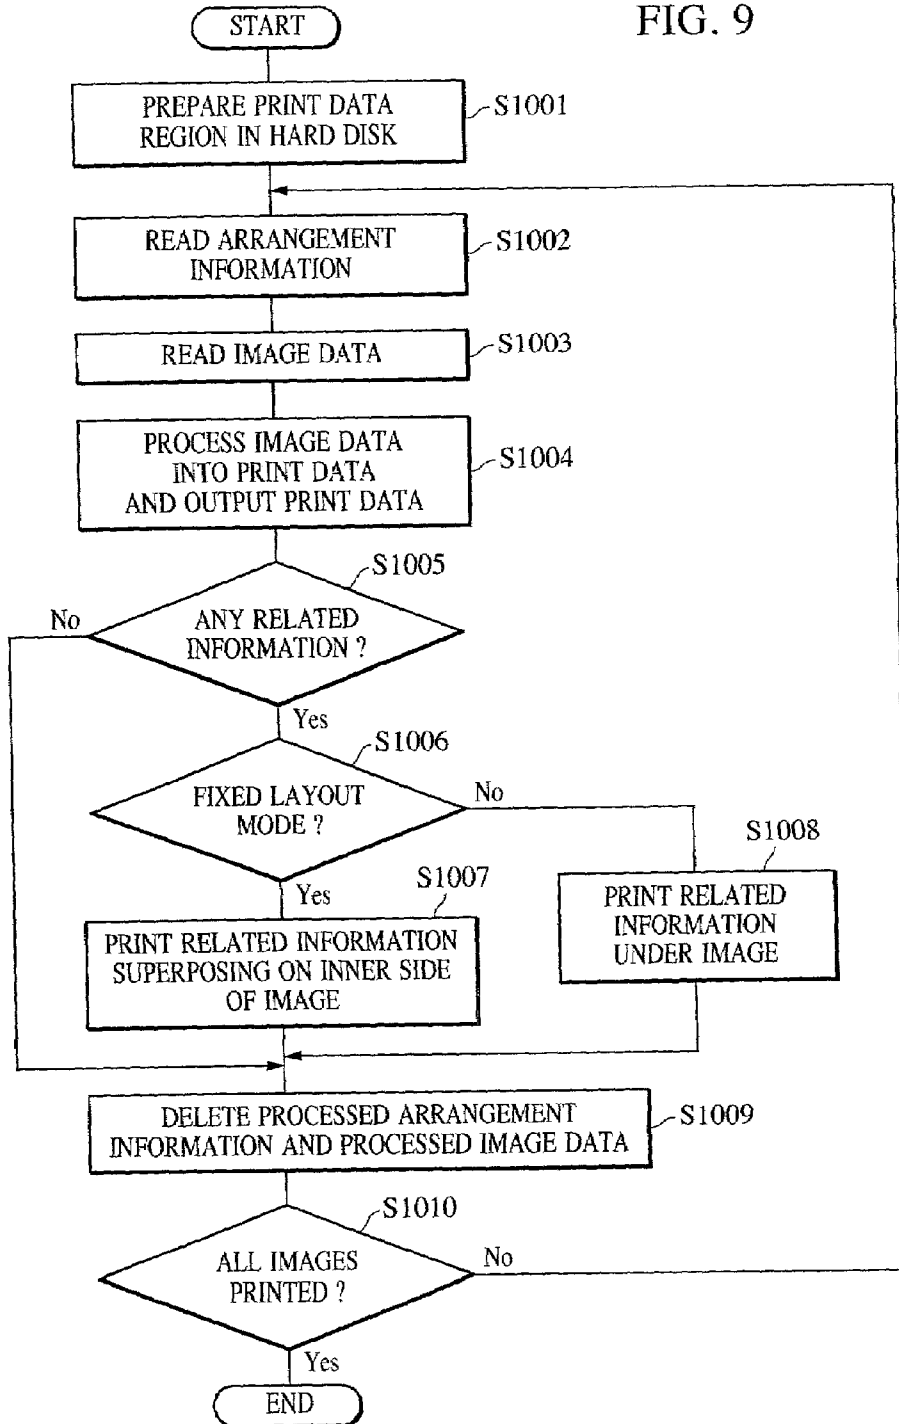 FIG. 9
START
PREPARE PRINT DATA
REGION IN HARD DISK
S1001
READ ARRANGEMENT
INFORMATION
S1002
READ IMAGE DATA
S1003
PROCESS IMAGE DATA
INTO PRINT DATA
AND OUTPUT PRINT DATA
S1004
S1005
No
ANY RELATED
INFORMATION ?
Yes
S1006
FIXED LAYOUT
MODE ?
No
Yes
S1007
S1008
PRINT RELATED INFORMATION
SUPERPOSING ON INNER SIDE
OF IMAGE
PRINT RELATED
INFORMATION
UNDER IMAGE
DELETE PROCESSED ARRANGEMENT
INFORMATION AND PROCESSED IMAGE DATA
S1009
S1010
ALL IMAGES
PRINTED ?
No
Yes
END